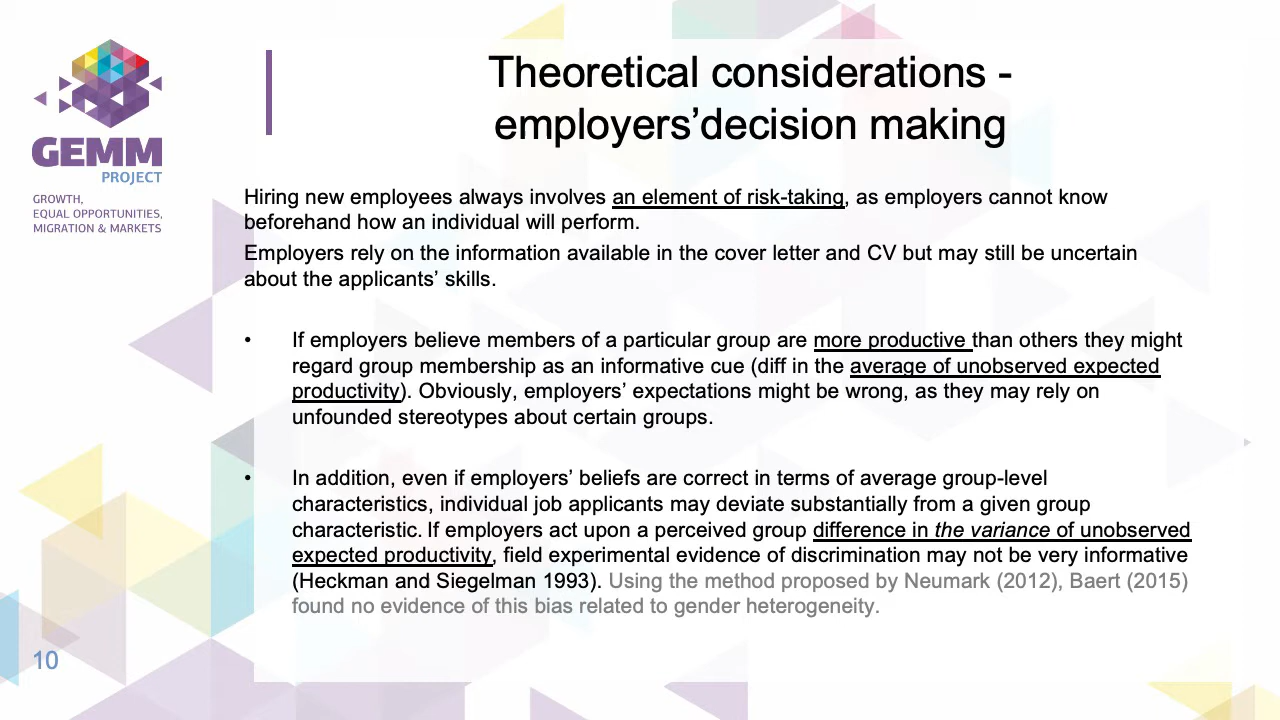 Theoretical considerations -
employers’decision making
GEMM
PROJECT
GROWTH,
EQUAL OPPORTUNITIES,
MIGRATION & MARKETS
Hiring new employees always involves an element of risk-taking, as employers cannot know
beforehand how an individual will perform.
Employers rely on the information available in the cover letter and CV but may still be uncertain
about the applicants’ skills.
• If employers believe members of a particular group are more productive than others they might
regard group membership as an informative cue (diff in the average of unobserved expected
productivity). Obviously, employers’ expectations might be wrong, as they may rely on
unfounded stereotypes about certain groups.
• In addition, even if employers’ beliefs are correct in terms of average group-level
characteristics, individual job applicants may deviate substantially from a given group
characteristic. If employers act upon a perceived group difference in the variance of unobserved
expected productivity, field experimental evidence of discrimination may not be very informative
(Heckman and Siegelman 1993). Using the method proposed by Neumark (2012), Baert (2015)
found no evidence of this bias related to gender heterogeneity.
10